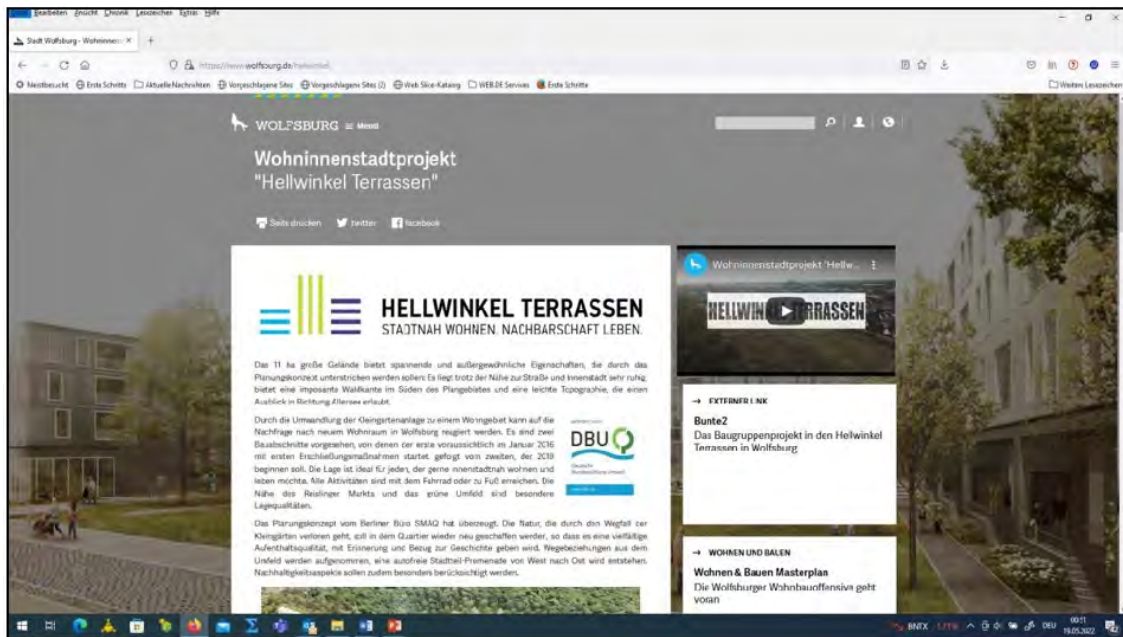 Bearbeiten Ansicht Chronik Lesezeichen Extras Hilfe
Stadt Wolfsburg - Wohninnen
https://www.wolfsburg.de/hellwinkel
Meistbesucht Erste Schritte Aktuelle Nachrichten Vorgeschlagene Sites Vorgeschlagene Sites (2) Web Slice-Katalog WEB.DE Services Erste Schritte Weitere Lesezeichen
WOLFSBURG Menü
Wohninnenstadtprojekt
"Hellwinkel Terrassen"
Seite drucken twitter facebook
HELLWINKEL TERRASSEN
STADTNAH WOHNEN. NACHBARSCHAFT LEBEN.
Das 11 ha große Gelände bietet spannende und außergewöhnliche Eigenschaften, die durch das
Planungskonzept unterstrichen werden sollen: Es liegt trotz der Nähe zur Straße und Innenstadt sehr ruhig,
bietet eine imposante Waldkante im Süden des Plangebietes und eine leichte Topographie, die einen
Ausblick in Richtung Allersee erlaubt.
Durch die Umwandlung der Kleingartenanlage zu einem Wohngebiet kann auf die
Nachfrage nach neuem Wohnraum in Wolfsburg reagiert werden. Es sind zwei
Bauabschnitte vorgesehen, von denen der erste voraussichtlich im Januar 2016
mit ersten Erschließungsmaßnahmen startet, gefolgt vom zweiten, der 2019
beginnen soll. Die Lage ist ideal für jeden, der gerne innenstadtnah wohnen und
leben möchte. Alle Aktivitäten sind mit dem Fahrrad oder zu Fuß erreichen. Die
Nähe des Reislinger Markts und das grüne Umfeld sind besondere
Lagequalitäten.
DBU
Deutsche
Bundesstiftung Umwelt
Das Planungskonzept vom Berliner Büro SMAQ hat überzeugt. Die Natur, die durch den Wegfall der
Kleingärten verloren geht, soll in dem Quartier wieder neu geschaffen werden, so dass es eine vielfältige
Aufenthaltsqualität, mit Erinnerung und Bezug zur Geschichte geben wird. Wegebeziehungen aus dem
Umfeld werden aufgenommen, eine autofreie Stadtteil-Promenade von West nach Ost wird entstehen.
Nachhaltigkeitsaspekte sollen zudem besonders berücksichtigt werden.
Wohninnenstadtprojekt "Hellw...
HELLWINKEL TERRASSEN
→ EXTERNER LINK
Bunte2
Das Baugruppenprojekt in den Hellwinkel
Terrassen in Wolfsburg
→ WOHNEN UND BAUEN
Wohnen & Bauen Masterplan
Die Wolfsburger Wohnbauoffensive geht
voran
BNTX DEU 00:51
19.05.2022